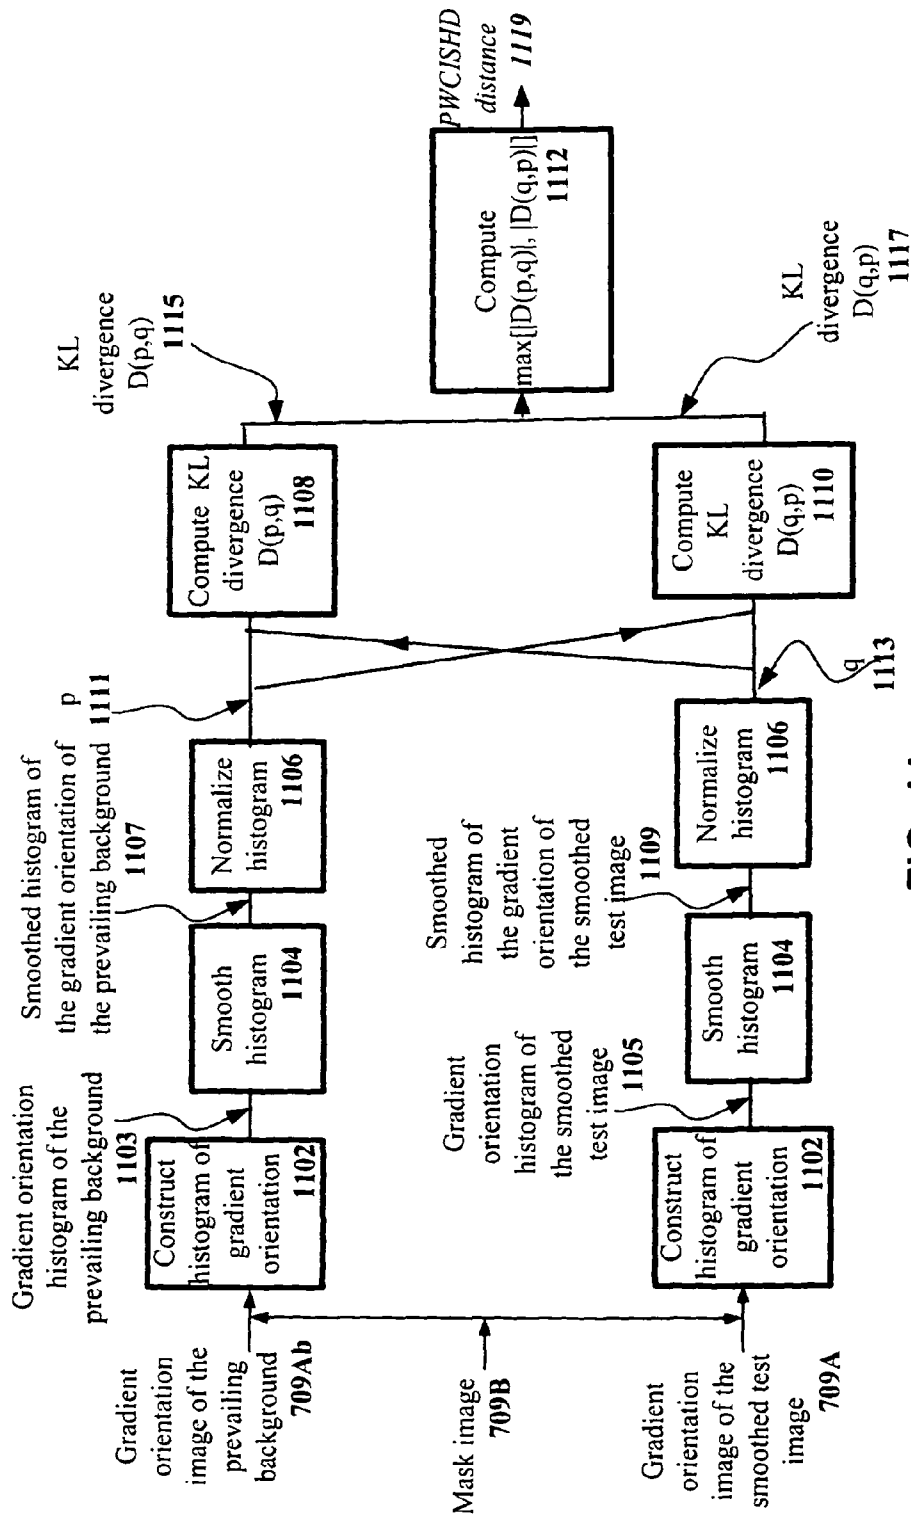 Gradient
orientation
image of the
prevailing
background
709Ab
Mask image
709B
Gradient
orientation
image of the
smoothed test
image
709A
Gradient orientation
histogram of the
prevailing background
1103
Construct
histogram of
gradient
orientation
1102
Smoothed histogram of
the gradient orientation of
the prevailing background
1107
Smooth
histogram
1104
Normalize
histogram
1106
p
1111
Compute KL
divergence
D(p,q)
1108
KL
divergence
D(p,q)
1115
Gradient
orientation
histogram of
the smoothed
test image
1105
Construct
histogram of
gradient
orientation
1102
Smoothed
histogram of
the gradient
orientation of
the smoothed
test image
1109
Smooth
histogram
1104
Normalize
histogram
1106
q
1113
Compute
KL
divergence
D(q,p)
1110
KL
divergence
D(q,p)
1117
Compute
max[|D(p,q)|, |D(q,p)|]
1112
PWCISHD
distance
1119